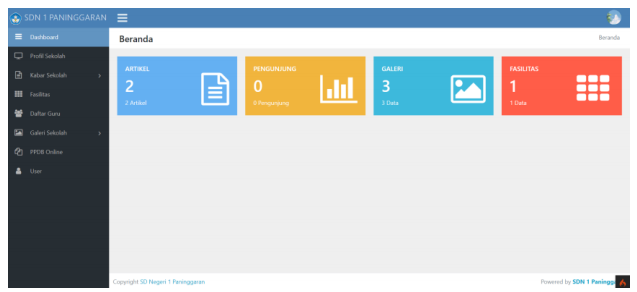 SDN 1 PANINGGARAN
Dashboard
Profil Sekolah
Kabar Sekolah
Fasilitas
Daftar Guru
Galeri Sekolah
PPDB Online
User
Beranda
Beranda
ARTIKEL
2
2 Artikel
PENGUNJUNG
0
0 Pengunjung
GALERI
3
3 Data
FASILITAS
1
1 Data
Copyright SD Negeri 1 Paninggaran
Powered by SDN 1 Paningga